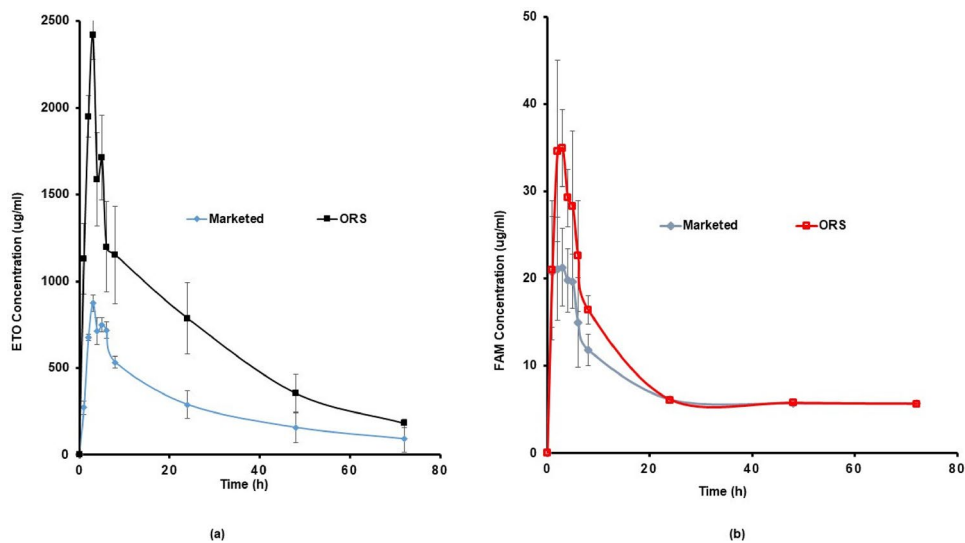 2500
2000
1500
1000
500
0
ETO Concentration (ug/ml)
Marketed
ORS
0
20
40
60
80
Time (h)
(a)
50
40
30
20
10
0
FAM Concentration (ug/ml)
Marketed
ORS
0
20
40
60
80
Time (h)
(b)